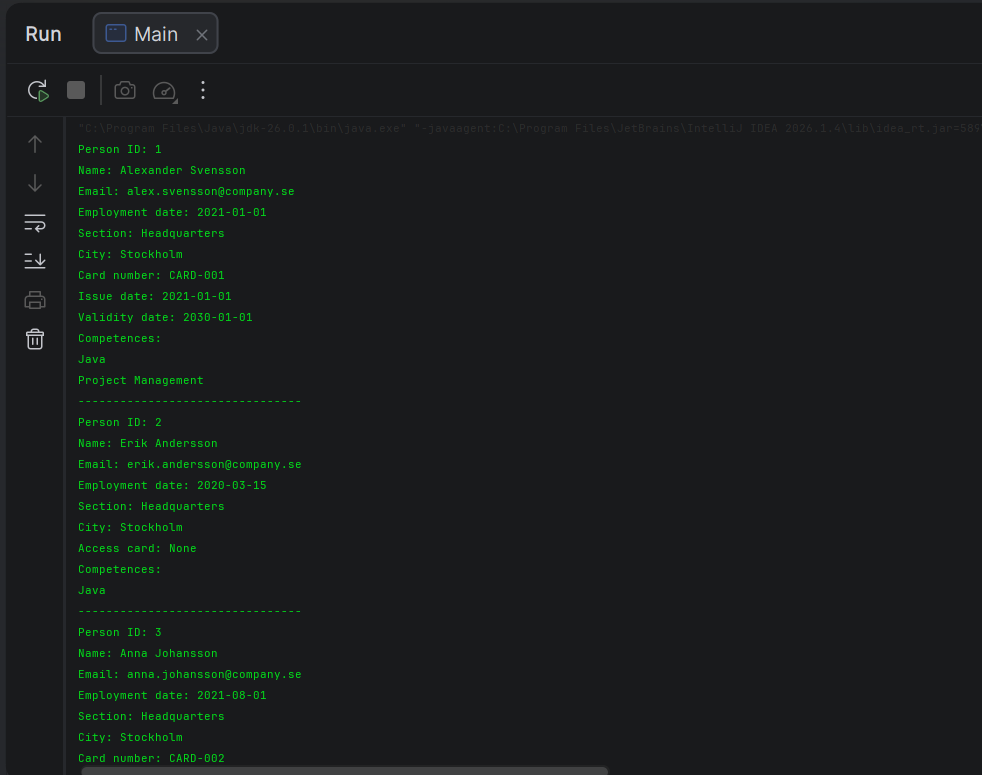 Run
Main
"C:\Program Files\Java\jdk-26.0.1\bin\java.exe" "-javaagent:C:\Program Files\JetBrains\IntelliJ IDEA 2026.1.4\lib\idea_rt.jar=589
Person ID: 1
Name: Alexander Svensson
Email: alex.svensson@company.se
Employment date: 2021-01-01
Section: Headquarters
City: Stockholm
Card number: CARD-001
Issue date: 2021-01-01
Validity date: 2030-01-01
Competences:
Java
Project Management
--------------------------------
Person ID: 2
Name: Erik Andersson
Email: erik.andersson@company.se
Employment date: 2020-03-15
Section: Headquarters
City: Stockholm
Access card: None
Competences:
Java
--------------------------------
Person ID: 3
Name: Anna Johansson
Email: anna.johansson@company.se
Employment date: 2021-08-01
Section: Headquarters
City: Stockholm
Card number: CARD-002